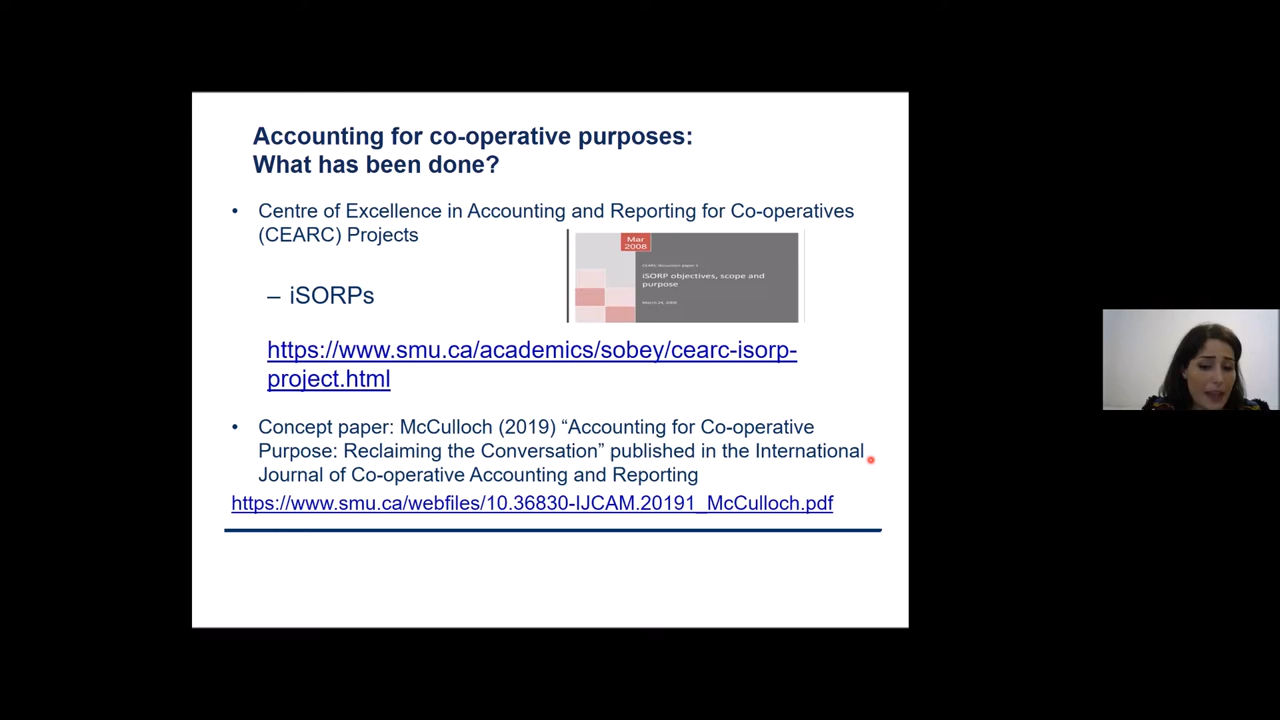 Accounting for co-operative purposes:
What has been done?
• Centre of Excellence in Accounting and Reporting for Co-operatives
(CEARC) Projects
Mar
2008
CEARC discussion paper
iSORP objectives, scope and
purpose
– iSORPs
https://www.smu.ca/academics/sobey/cearc-isorp-
project.html
• Concept paper: McCulloch (2019) “Accounting for Co-operative
Purpose: Reclaiming the Conversation” published in the International
Journal of Co-operative Accounting and Reporting
https://www.smu.ca/webfiles/10.36830-IJCAM.20191_McCulloch.pdf